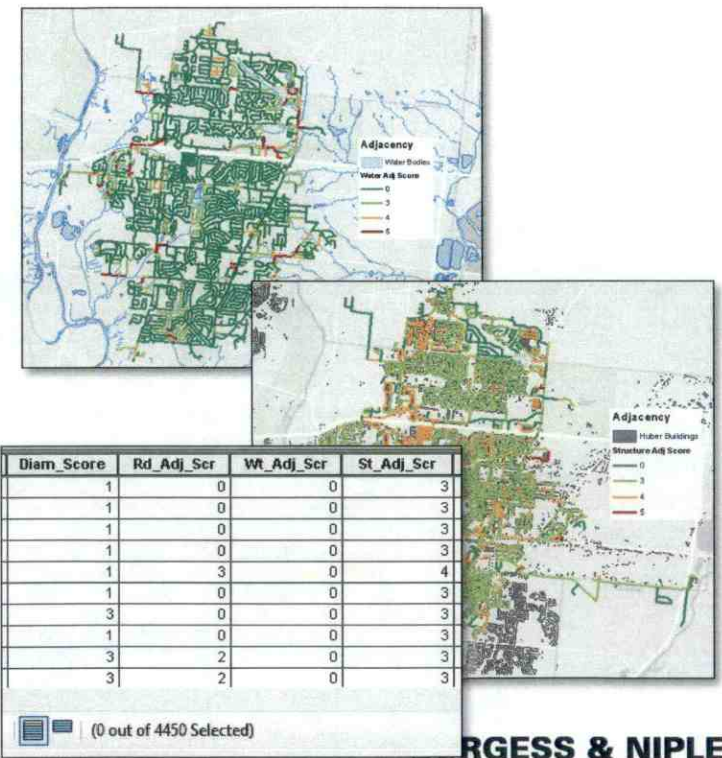 Adjacency
Water Bodies
Water Adj Score
0
3
4
5
Adjacency
Huber Buildings
Structure Adj Score
0
3
4
5
Diam_Score Rd_Adj_Scr Wt_Adj_Scr St_Adj_Scr
1 0 0 3
1 0 0 3
1 0 0 3
1 0 0 3
1 3 0 4
1 0 0 3
3 0 0 3
1 0 0 3
3 2 0 3
3 2 0 3
(0 out of 4450 Selected)
RGESS & NIPLE